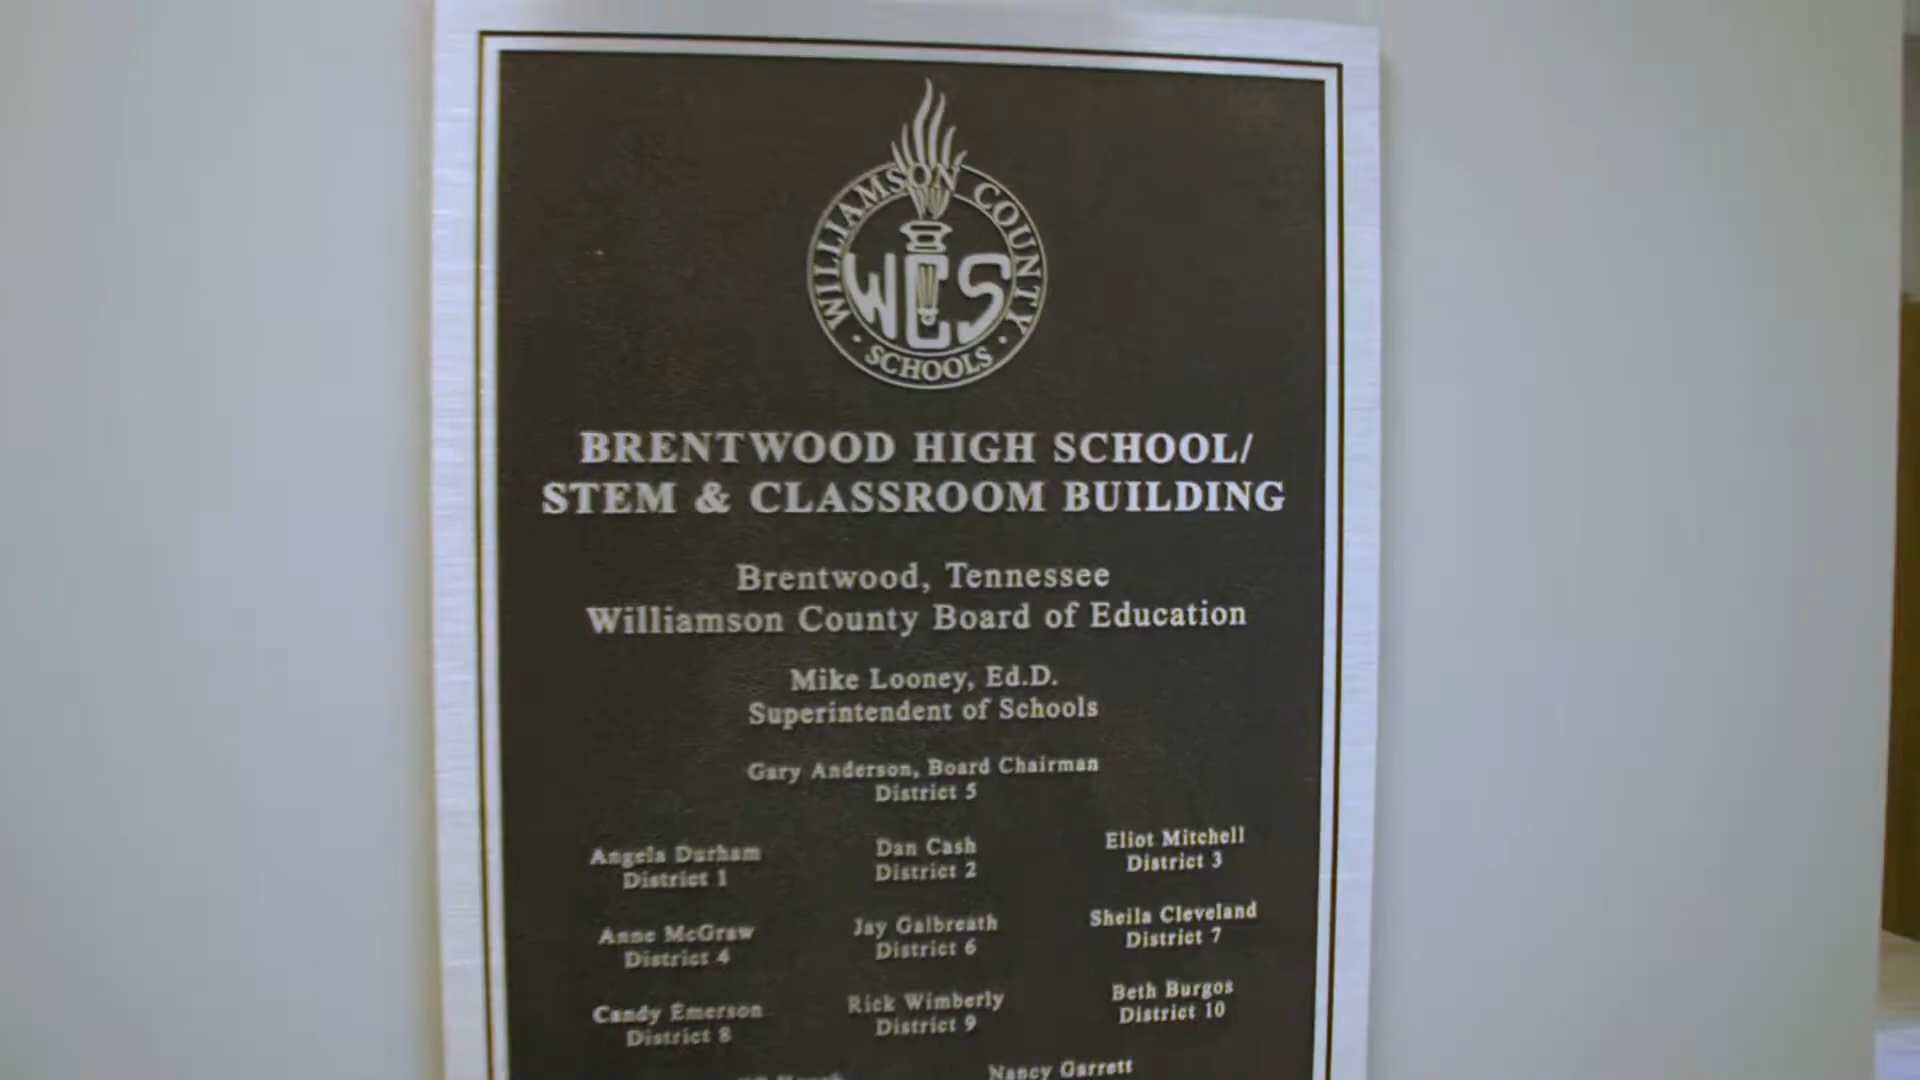 WILLIAMSON COUNTY
WCS
SCHOOLS
BRENTWOOD HIGH SCHOOL/
STEM & CLASSROOM BUILDING
Brentwood, Tennessee
Williamson County Board of Education
Mike Looney, Ed.D.
Superintendent of Schools
Gary Anderson, Board Chairman
District 5
Angela Durham Dan Cash Eliot Mitchell
District 1 District 2 District 3
Anne McGraw Jay Galbreath Sheila Cleveland
District 4 District 6 District 7
Candy Emerson Rick Wimberly Beth Burgos
District 8 District 9 District 10
Nancy Garrett